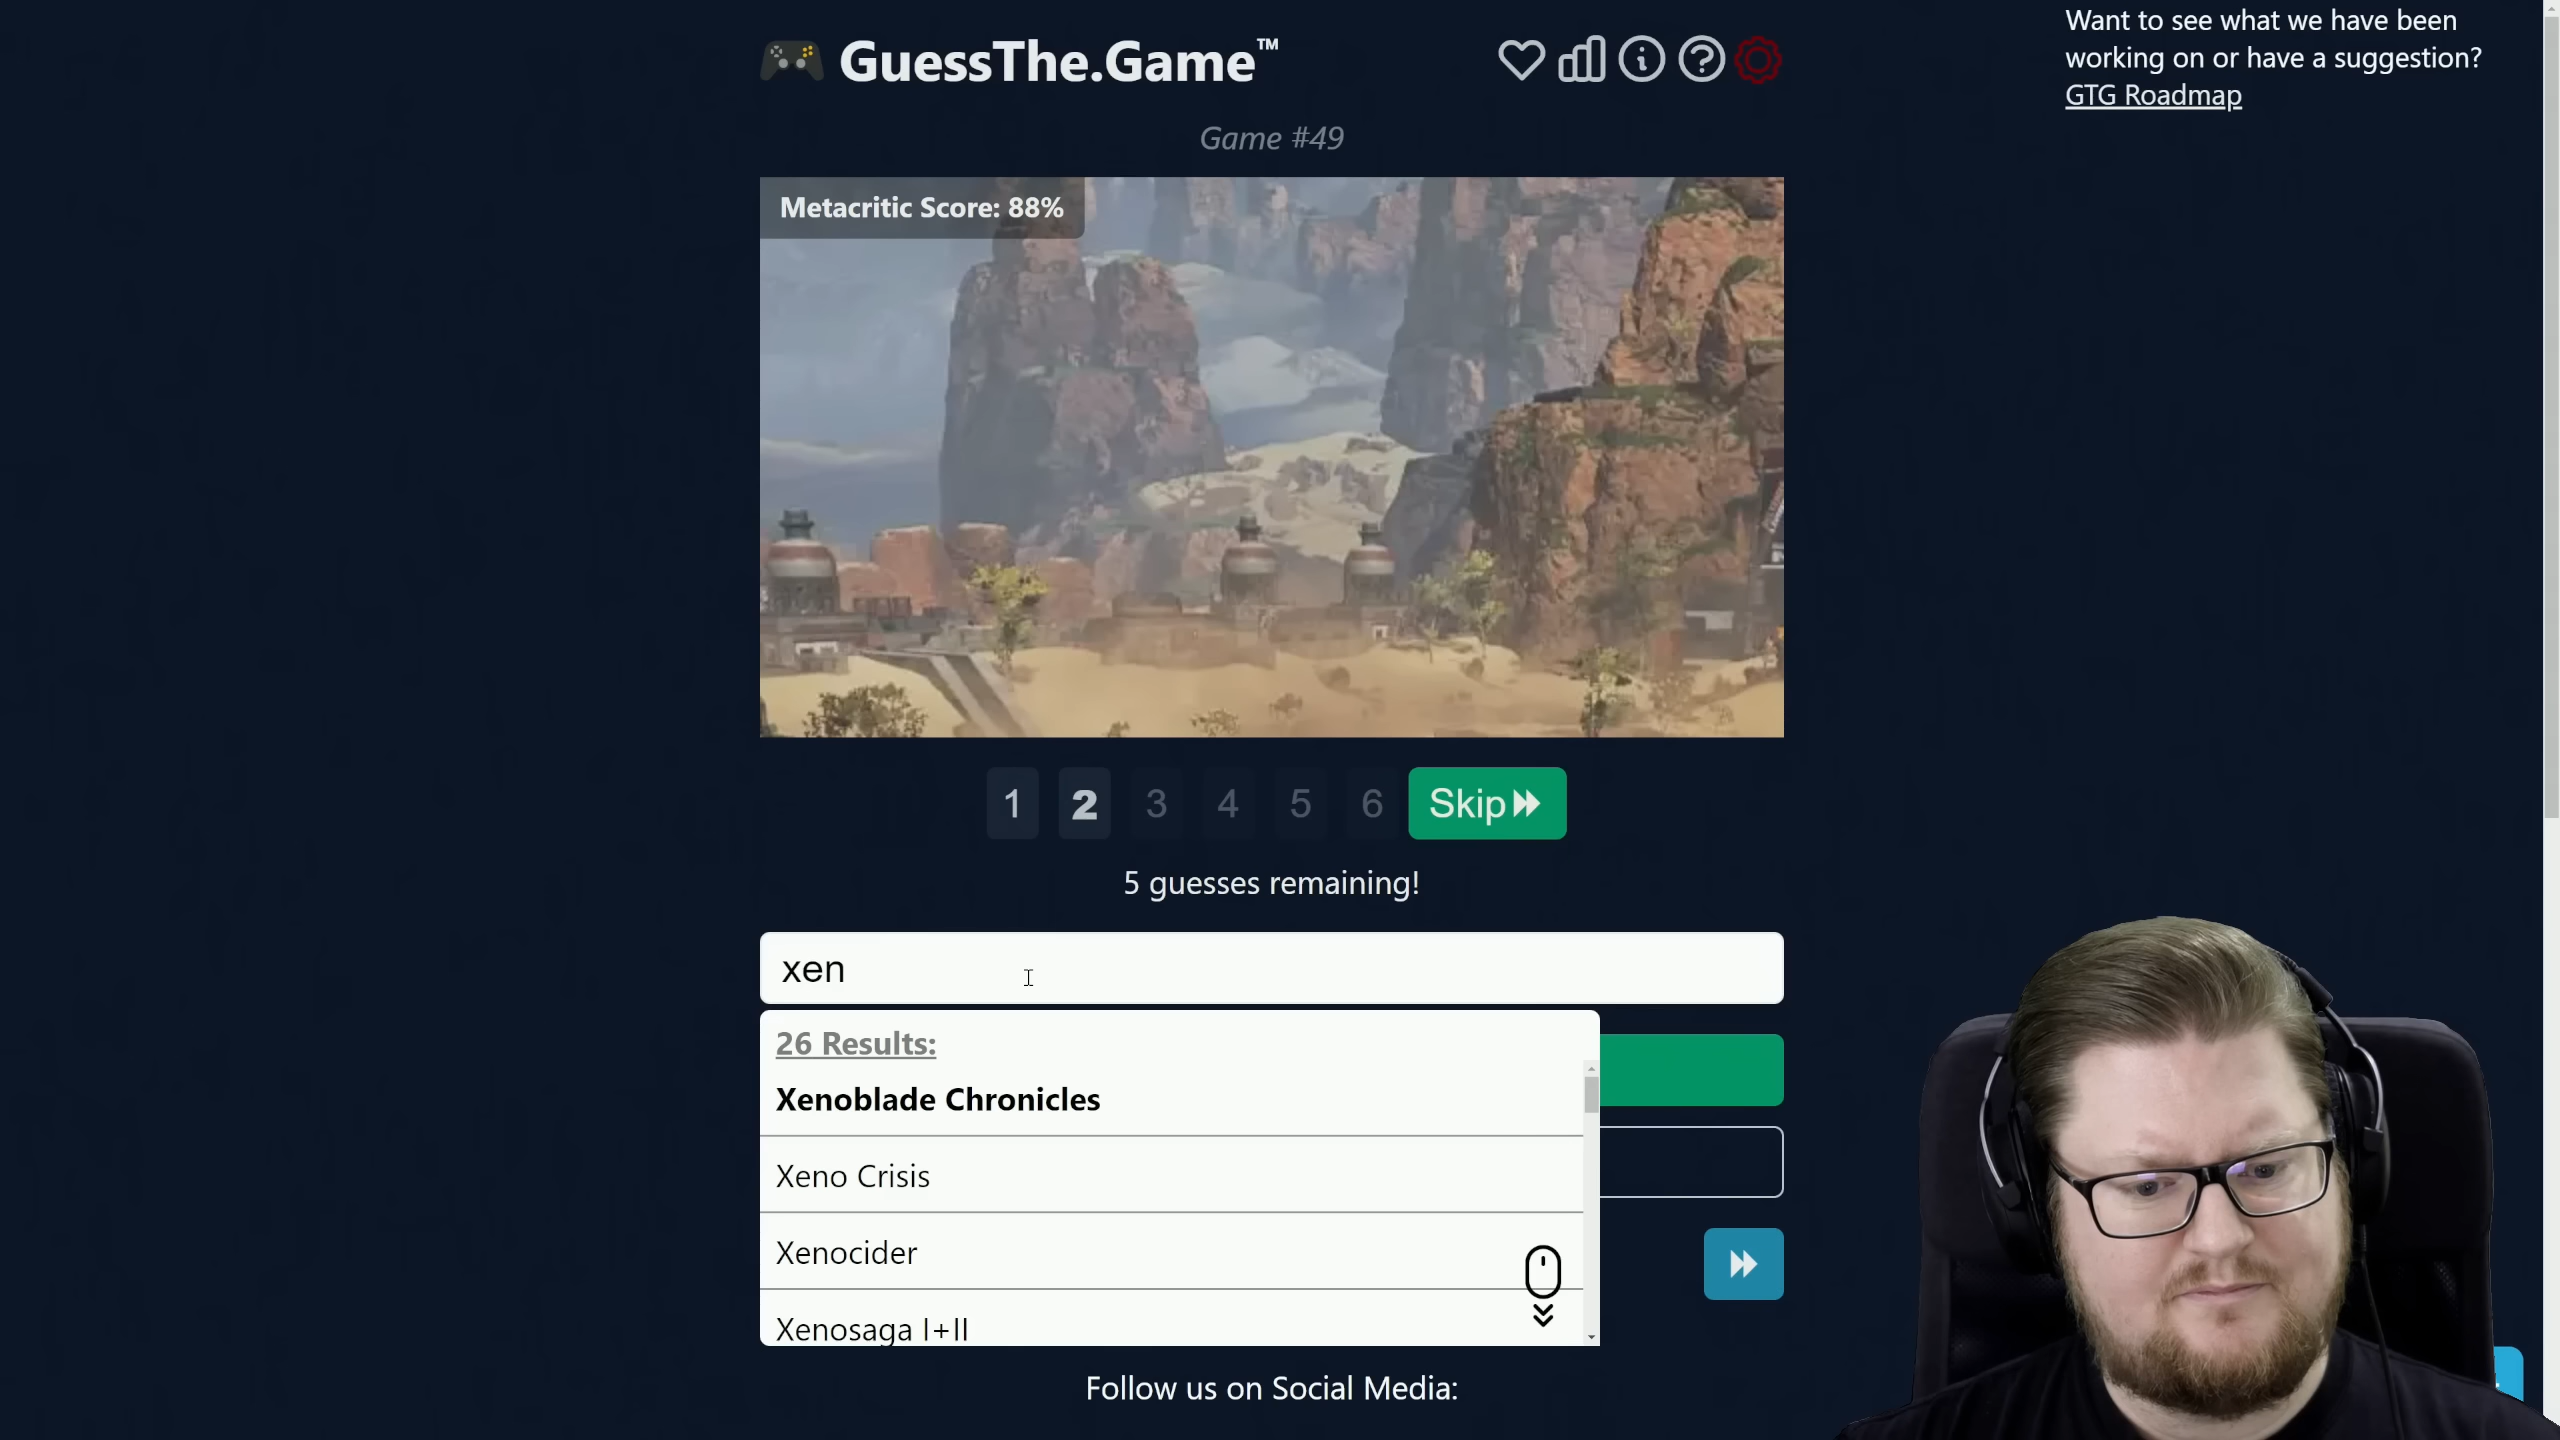 Want to see what we have been
working on or have a suggestion?
GTG Roadmap
GuessThe.Game™
Game #49
Metacritic Score: 88%
1 2 3 4 5 6 Skip
5 guesses remaining!
xen
26 Results:
Xenoblade Chronicles
Xeno Crisis
Xenocider
Xenosaga I+II
Follow us on Social Media: